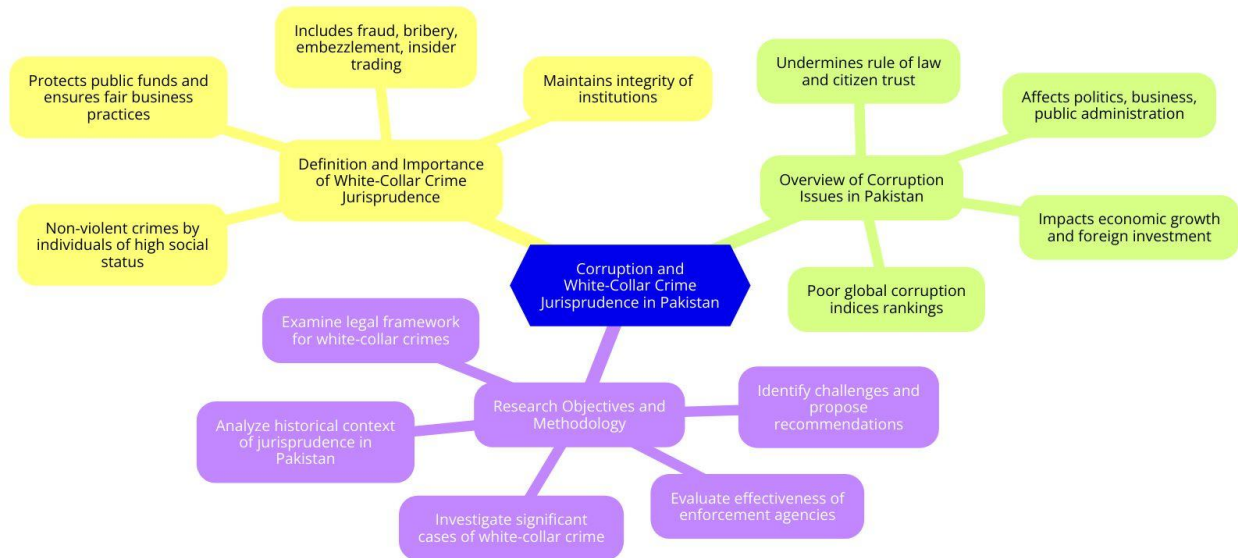 Includes fraud, bribery,
embezzlement, insider
trading
Protects public funds and
ensures fair business
practices
Maintains integrity of
institutions
Definition and Importance
of White-Collar Crime
Jurisprudence
Non-violent crimes by
individuals of high social
status
Undermines rule of law
and citizen trust
Affects politics, business,
public administration
Overview of Corruption
Issues in Pakistan
Impacts economic growth
and foreign investment
Poor global corruption
indices rankings
Corruption and
White-Collar Crime
Jurisprudence in Pakistan
Examine legal framework
for white-collar crimes
Research Objectives and
Methodology
Identify challenges and
propose
recommendations
Analyze historical context
of jurisprudence in
Pakistan
Investigate significant
cases of white-collar crime
Evaluate effectiveness of
enforcement agencies